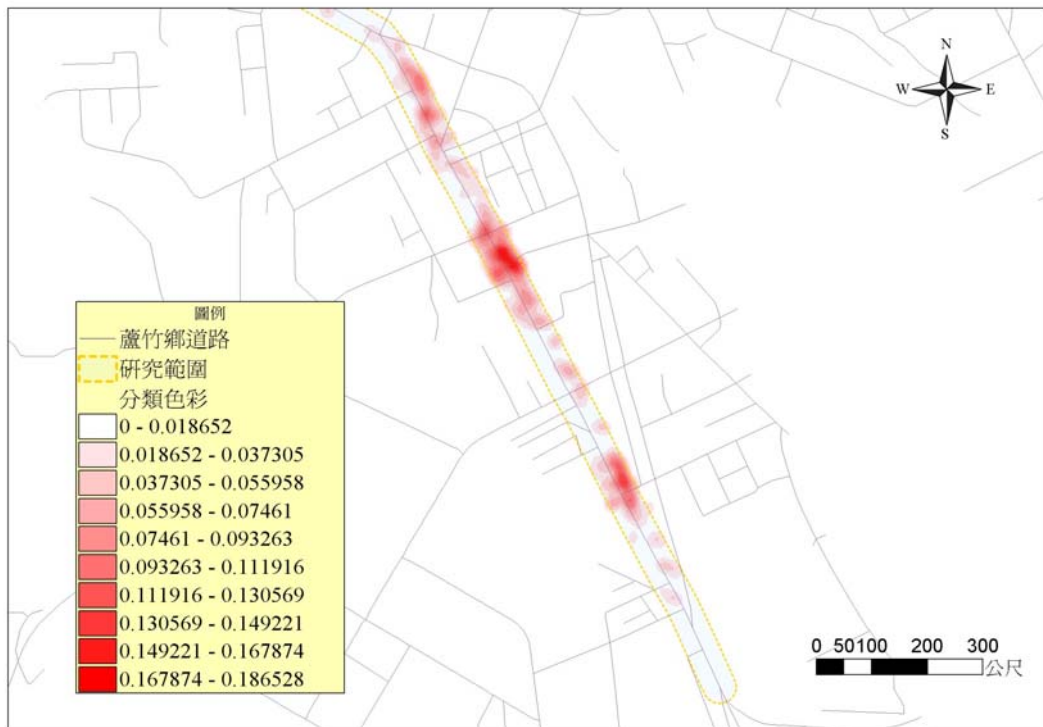 N
W E
S
圖例
蘆竹鄉道路
研究範圍
分類色彩
0 - 0.018652
0.018652 - 0.037305
0.037305 - 0.055958
0.055958 - 0.07461
0.07461 - 0.093263
0.093263 - 0.111916
0.111916 - 0.130569
0.130569 - 0.149221
0.149221 - 0.167874
0.167874 - 0.186528
0 50 100 200 300
公尺